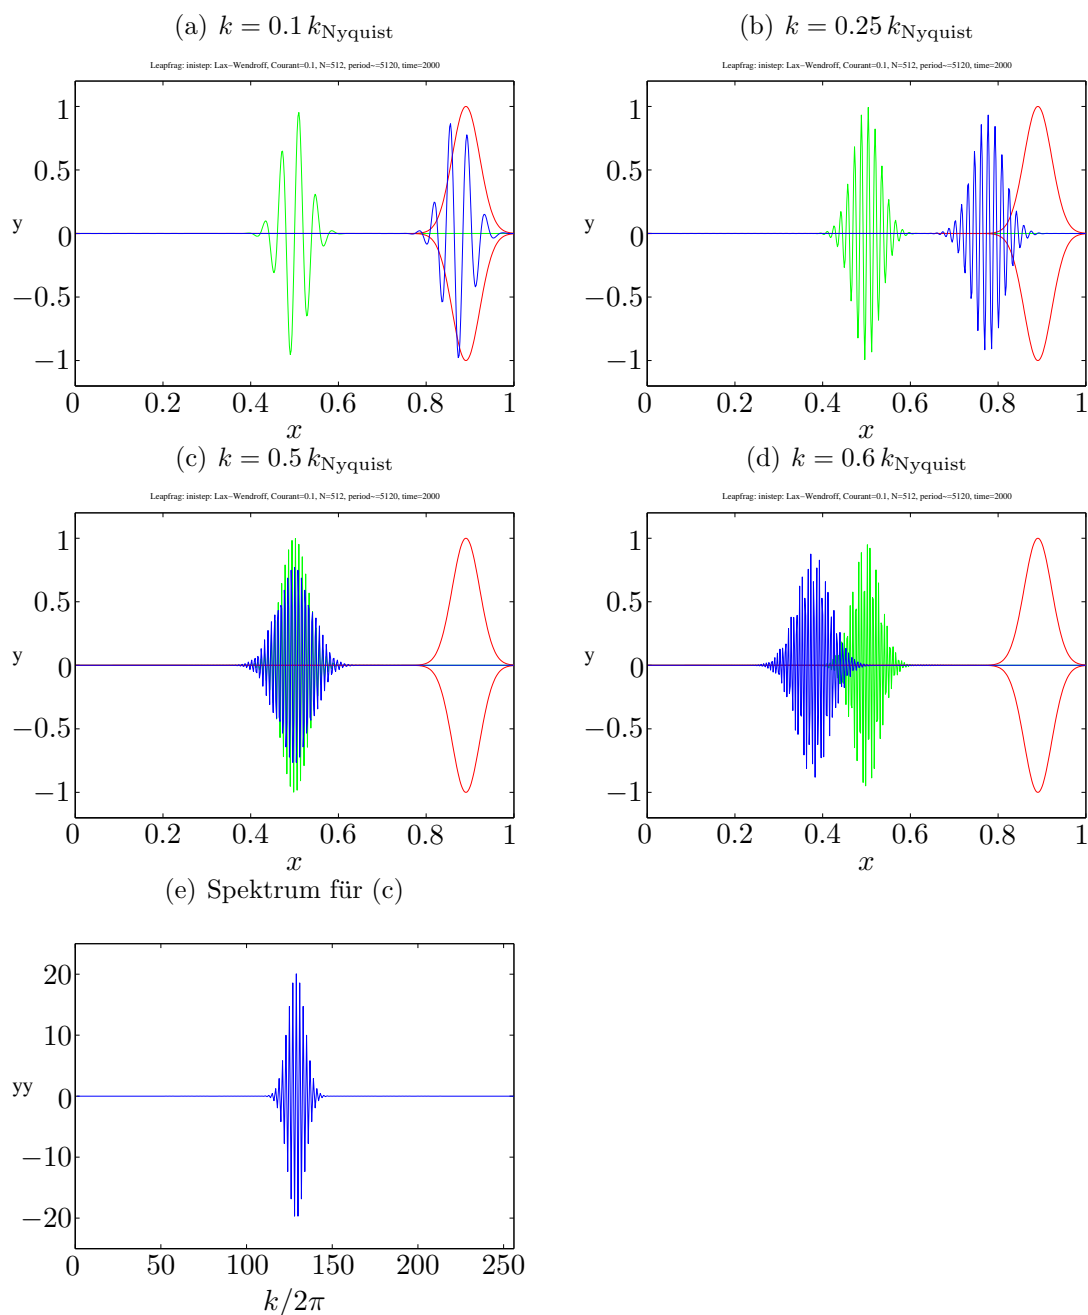 (a) k = 0.1 k_Nyquist
(b) k = 0.25 k_Nyquist
Leapfrag: inistep: Lax−Wendroff, Courant=0.1, N=512, period~=5120, time=2000
Leapfrag: inistep: Lax−Wendroff, Courant=0.1, N=512, period~=5120, time=2000
1
0.5
y
0
−0.5
−1
0 0.2 0.4 0.6 0.8 1
x
1
0.5
y
0
−0.5
−1
0 0.2 0.4 0.6 0.8 1
x
(c) k = 0.5 k_Nyquist
(d) k = 0.6 k_Nyquist
Leapfrag: inistep: Lax−Wendroff, Courant=0.1, N=512, period~=5120, time=2000
Leapfrag: inistep: Lax−Wendroff, Courant=0.1, N=512, period~=5120, time=2000
1
0.5
y
0
−0.5
−1
0 0.2 0.4 0.6 0.8 1
x
1
0.5
y
0
−0.5
−1
0 0.2 0.4 0.6 0.8 1
x
(e) Spektrum für (c)
20
10
yy
0
−10
−20
0 50 100 150 200 250
k/2π